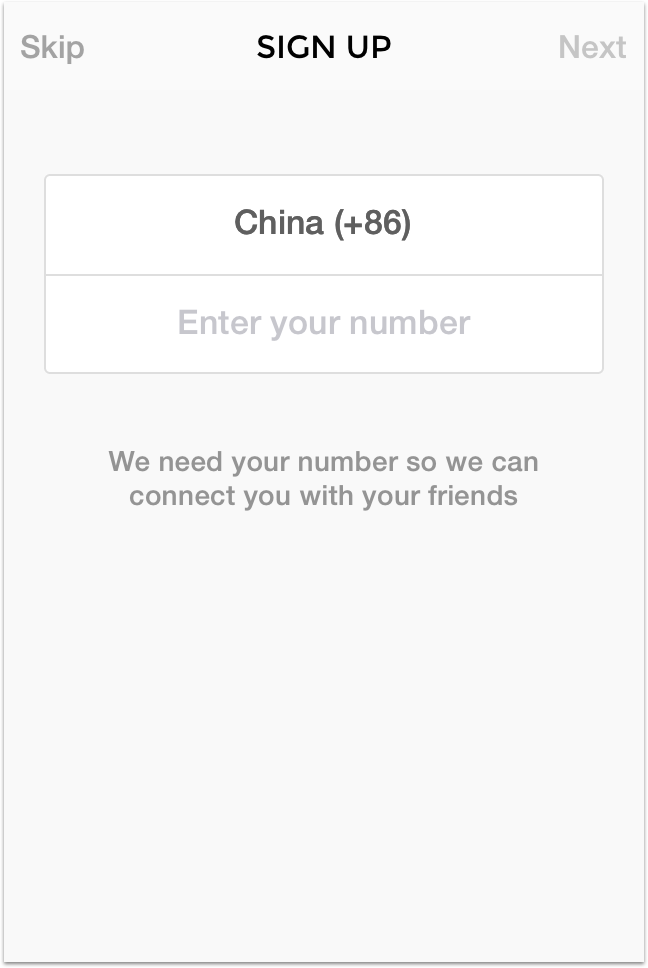 Skip SIGN UP Next
China (+86)
Enter your number
We need your number so we can
connect you with your friends